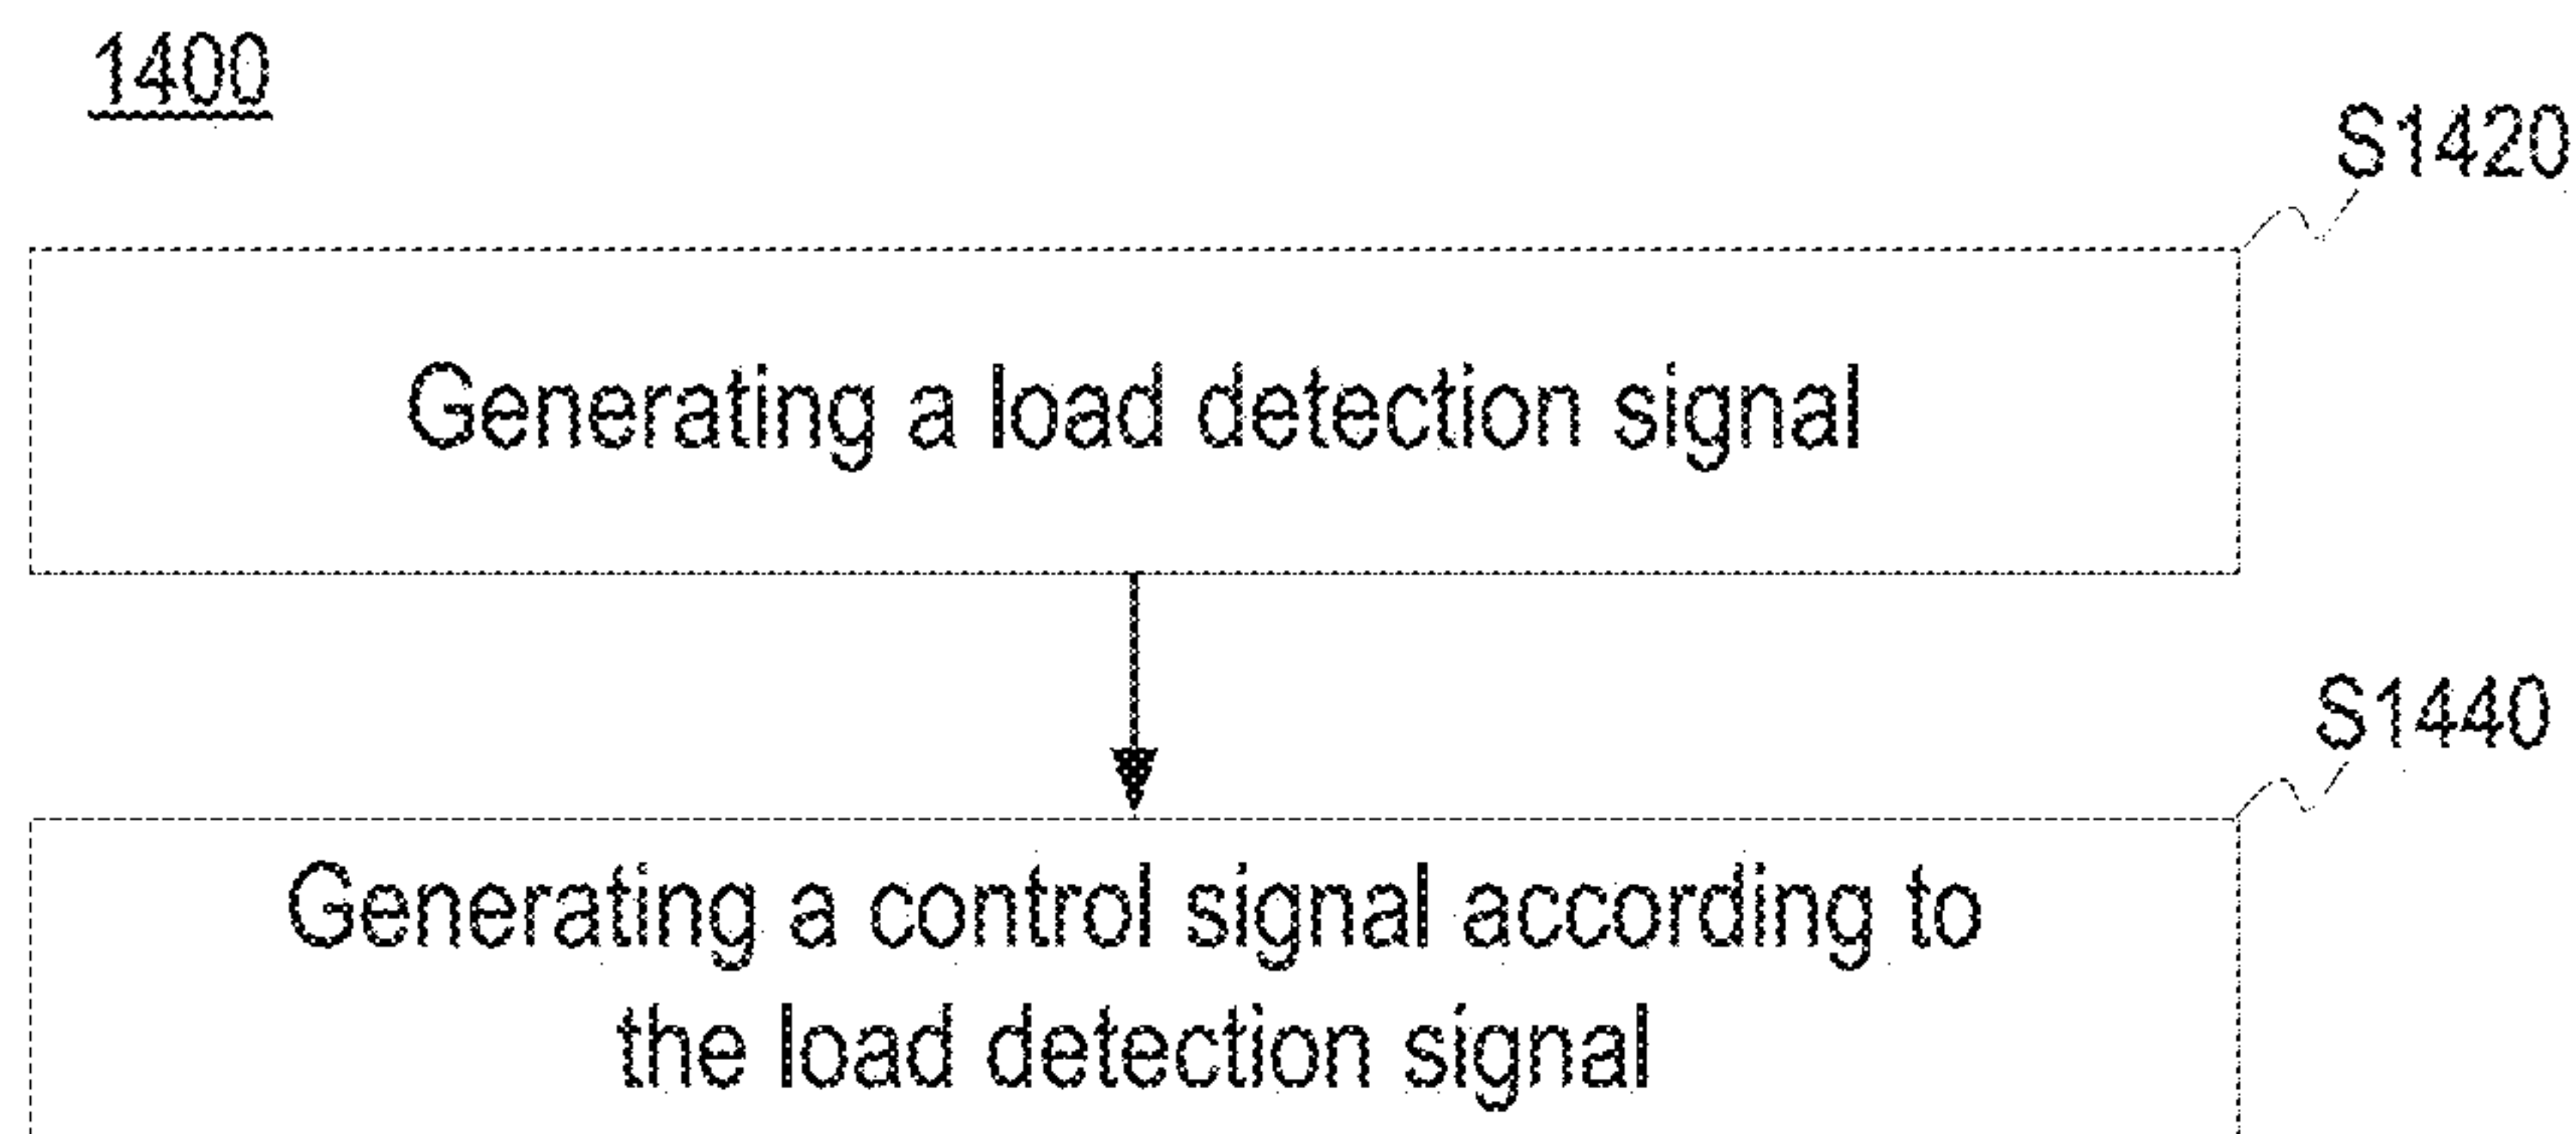 1400
S1420
Generating a load detection signal
S1440
Generating a control signal according to
the load detection signal